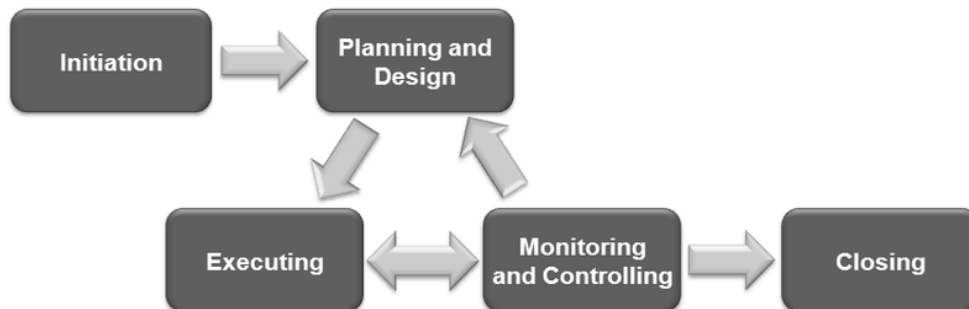 Initiation
Planning and
Design
Executing
Monitoring
and Controlling
Closing